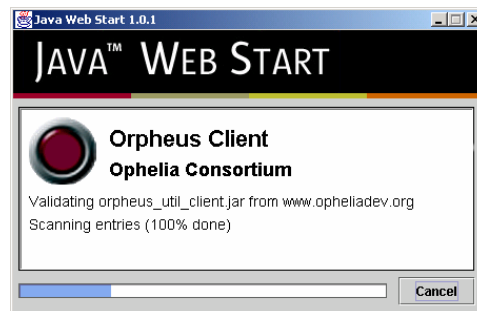 Java Web Start 1.0.1
JAVA™ WEB START
Orpheus Client
Ophelia Consortium
Validating orpheus_util_client.jar from www.opheliadev.org
Scanning entries (100% done)
Cancel